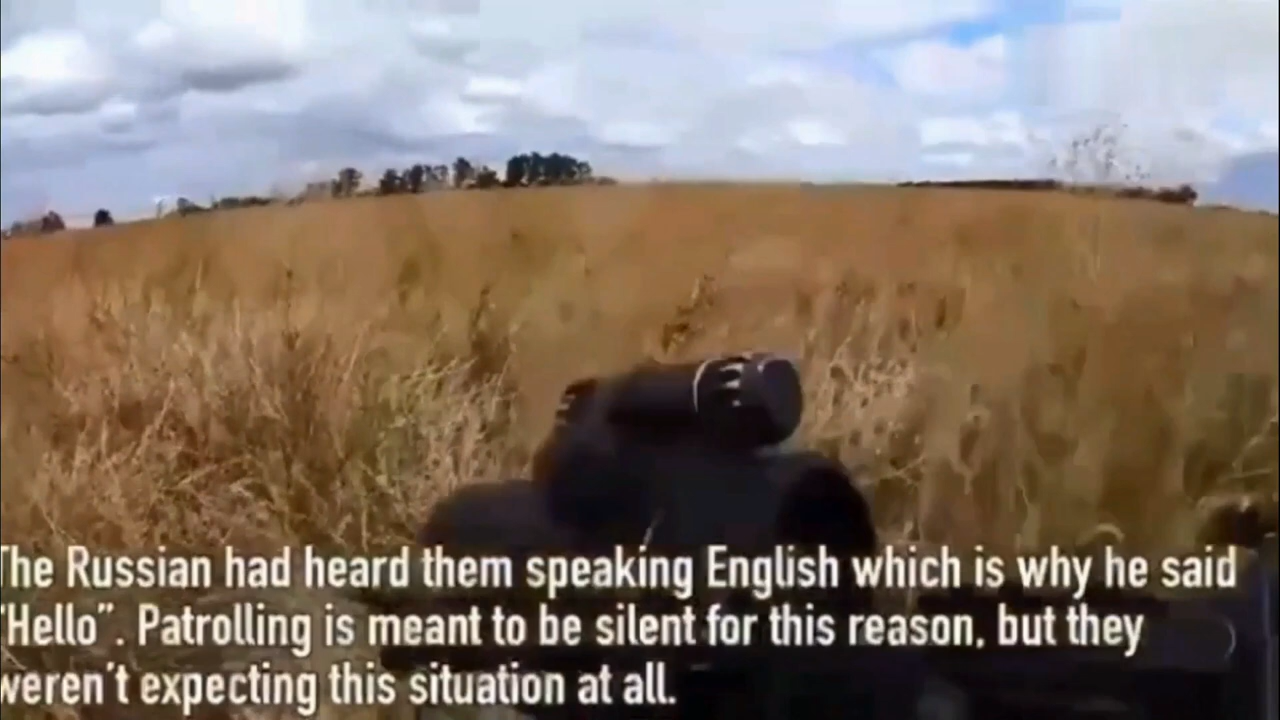 The Russian had heard them speaking English which is why he said
"Hello". Patrolling is meant to be silent for this reason, but they
weren't expecting this situation at all.